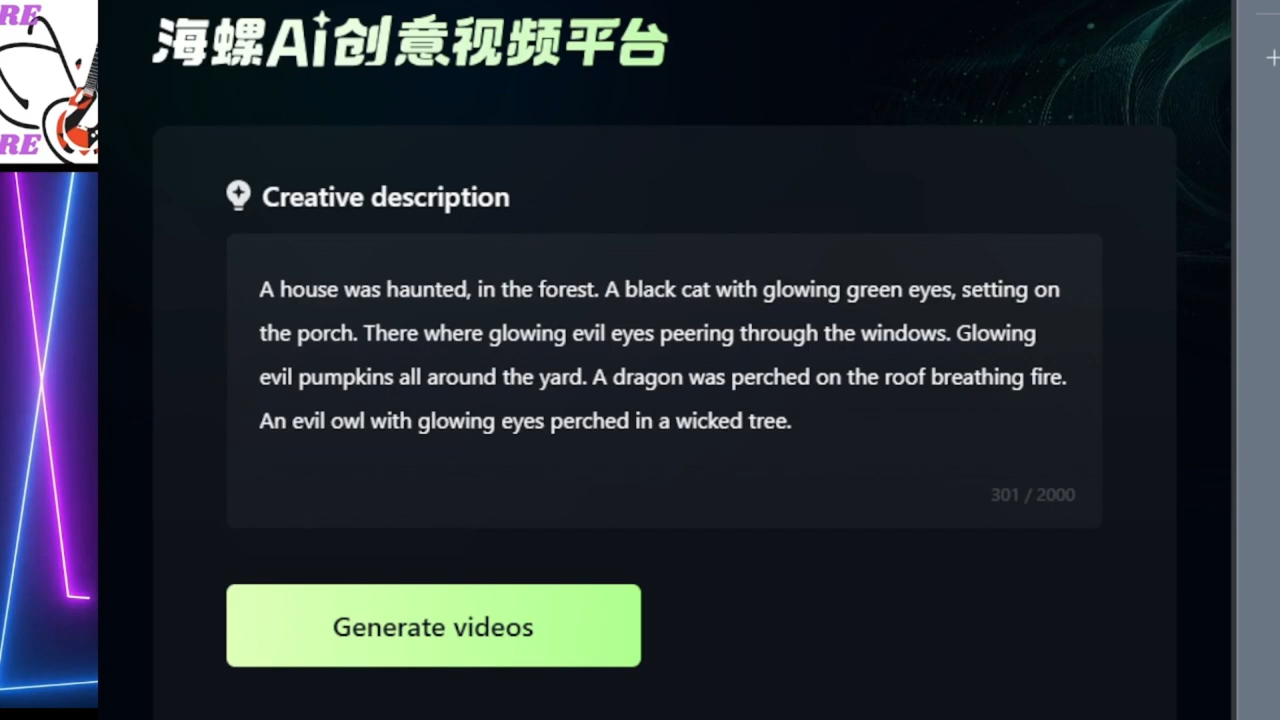 RE
海螺Ai创意视频平台
RE
Creative description
A house was haunted, in the forest. A black cat with glowing green eyes, setting on
the porch. There where glowing evil eyes peering through the windows. Glowing
evil pumpkins all around the yard. A dragon was perched on the roof breathing fire.
An evil owl with glowing eyes perched in a wicked tree.
301 / 2000
Generate videos